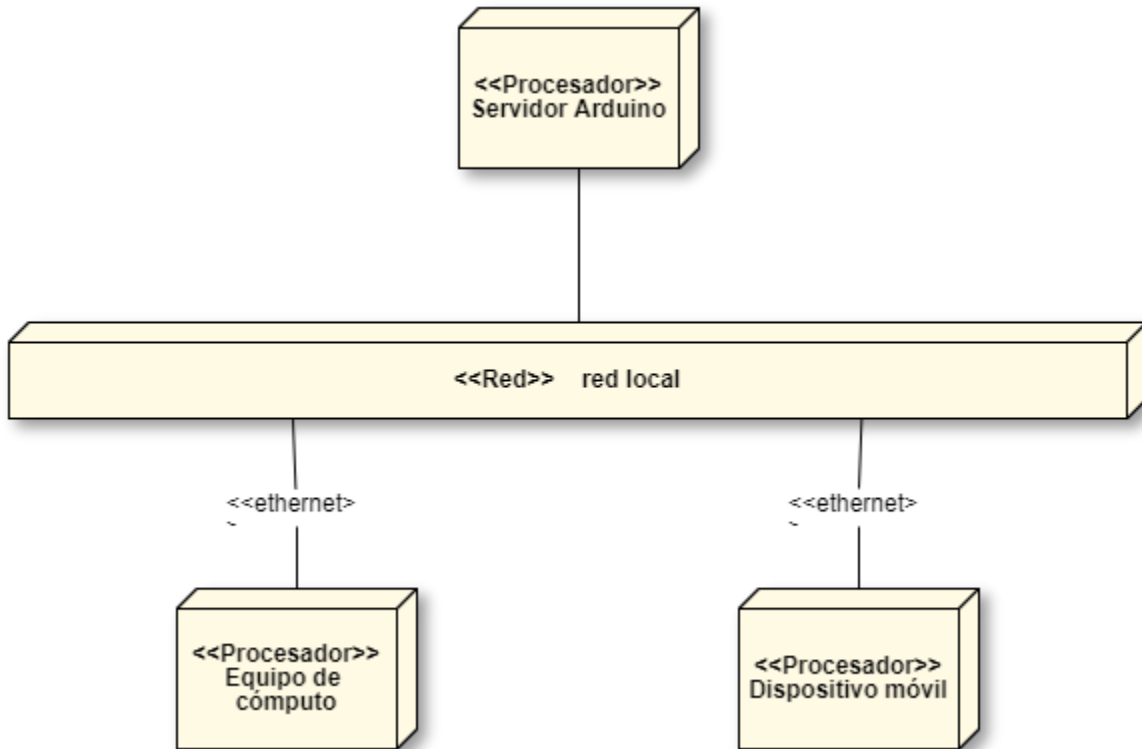 <<Procesador>>
Servidor Arduino
<<Red>> red local
<<ethernet>
<<ethernet>
<<Procesador>>
Equipo de
cómputo
<<Procesador>>
Dispositivo móvil